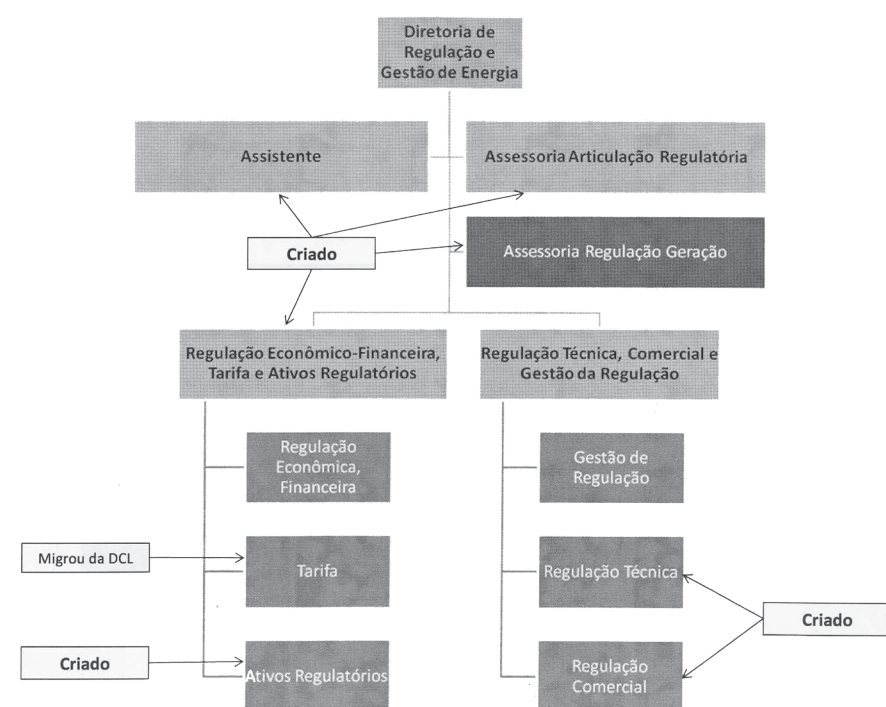 Diretoria de
Regulação e
Gestão de Energia
Assistente
Assessoria Articulação Regulatória
Criado
Assessoria Regulação Geração
Regulação Econômico-Financeira,
Tarifa e Ativos Regulatórios
Regulação Técnica, Comercial e
Gestão da Regulação
Regulação
Econômica,
Financeira
Gestão de
Regulação
Migrou da DCL
Tarifa
Regulação Técnica
Criado
Criado
Ativos Regulatórios
Regulação
Comercial